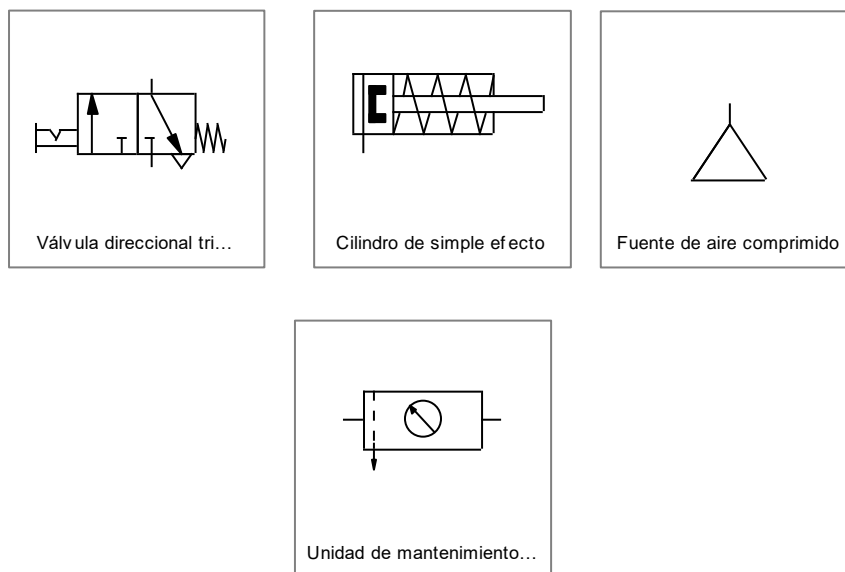 Válvula direccional tri…
Cilindro de simple efecto
Fuente de aire comprimido
Unidad de mantenimiento…